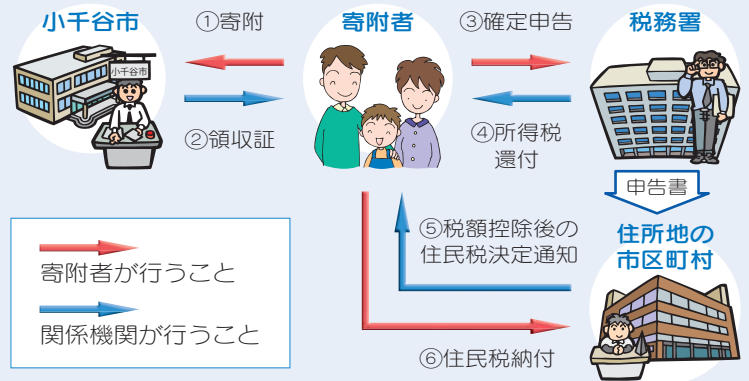 小千谷市
①寄附
寄附者
③確定申告
税務署
小千谷市
②領収証
④所得税
還付
申告書
⑤税額控除後の
住民税決定通知
住所地の
市区町村
寄附者が行うこと
関係機関が行うこと
⑥住民税納付